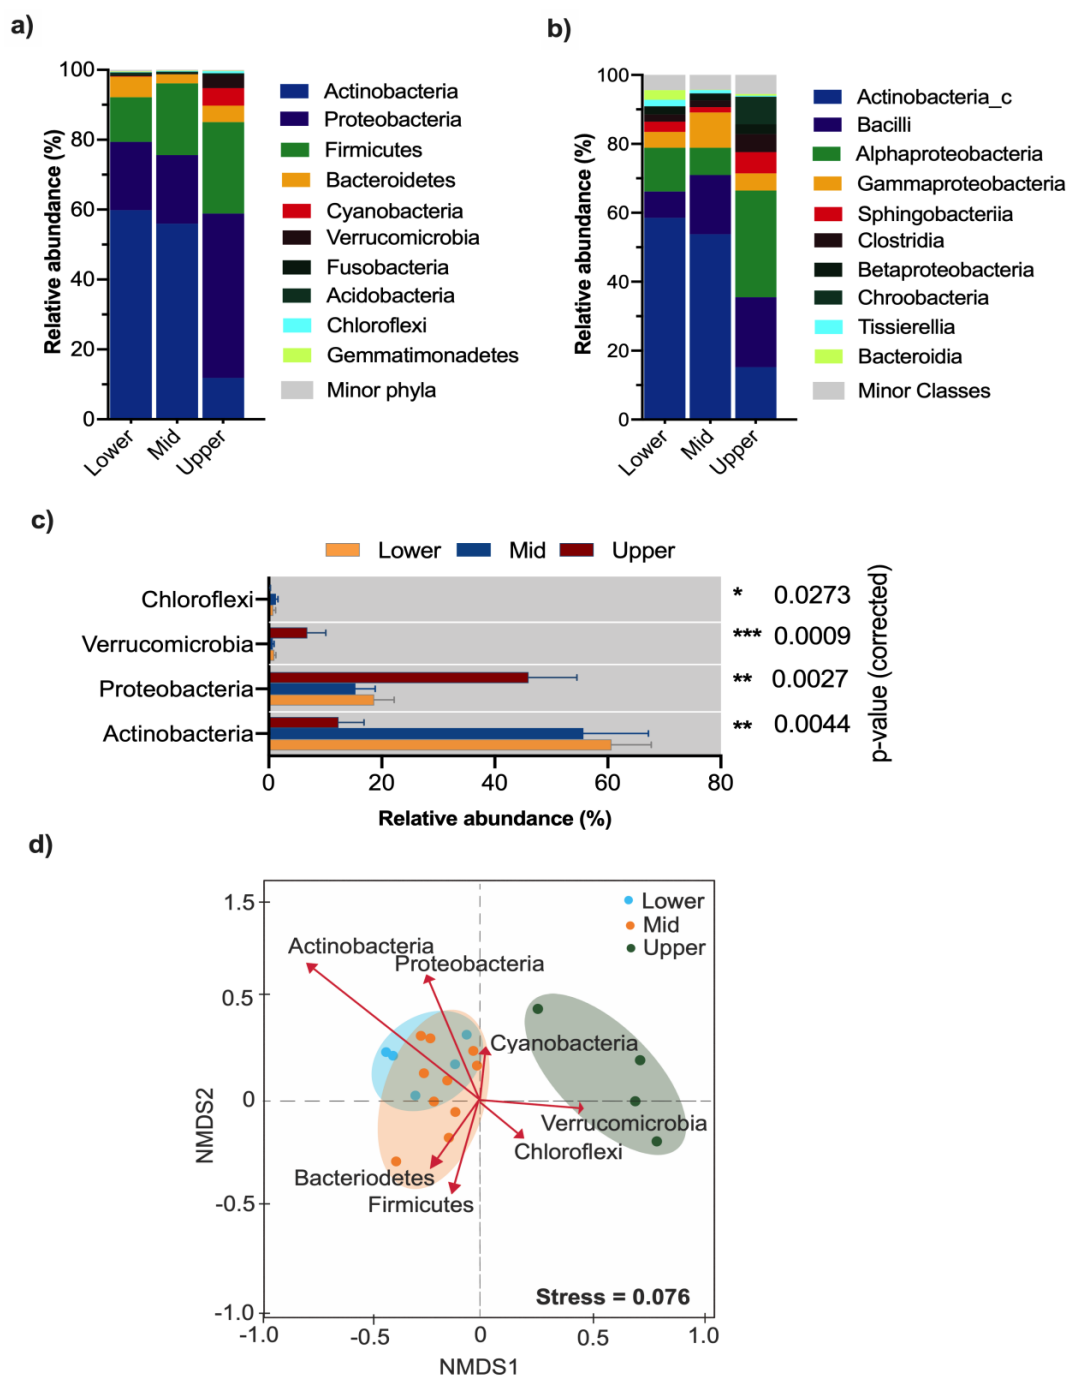 a)
100
80
60
40
20
0
Relative abundance (%)
Lower
Mid
Upper
Actinobacteria
Proteobacteria
Firmicutes
Bacteroidetes
Cyanobacteria
Verrucomicrobia
Fusobacteria
Acidobacteria
Chloroflexi
Gemmatimonadetes
Minor phyla
b)
100
80
60
40
20
0
Relative abundance (%)
Lower
Mid
Upper
Actinobacteria_c
Bacilli
Alphaproteobacteria
Gammaproteobacteria
Sphingobacteriia
Clostridia
Betaproteobacteria
Chroobacteria
Tissierellia
Bacteroidia
Minor Classes
c)
Lower Mid Upper
Chloroflexi * 0.0273
Verrucomicrobia *** 0.0009
Proteobacteria ** 0.0027
Actinobacteria ** 0.0044
p-value (corrected)
0 20 40 60 80
Relative abundance (%)
d)
1.5
0.5
0
-0.5
-1.0
NMDS2
Lower
Mid
Upper
Actinobacteria
Proteobacteria
Cyanobacteria
Verrucomicrobia
Chloroflexi
Bacteriodetes
Firmicutes
Stress = 0.076
-1.0 -0.5 0 0.5 1.0
NMDS1